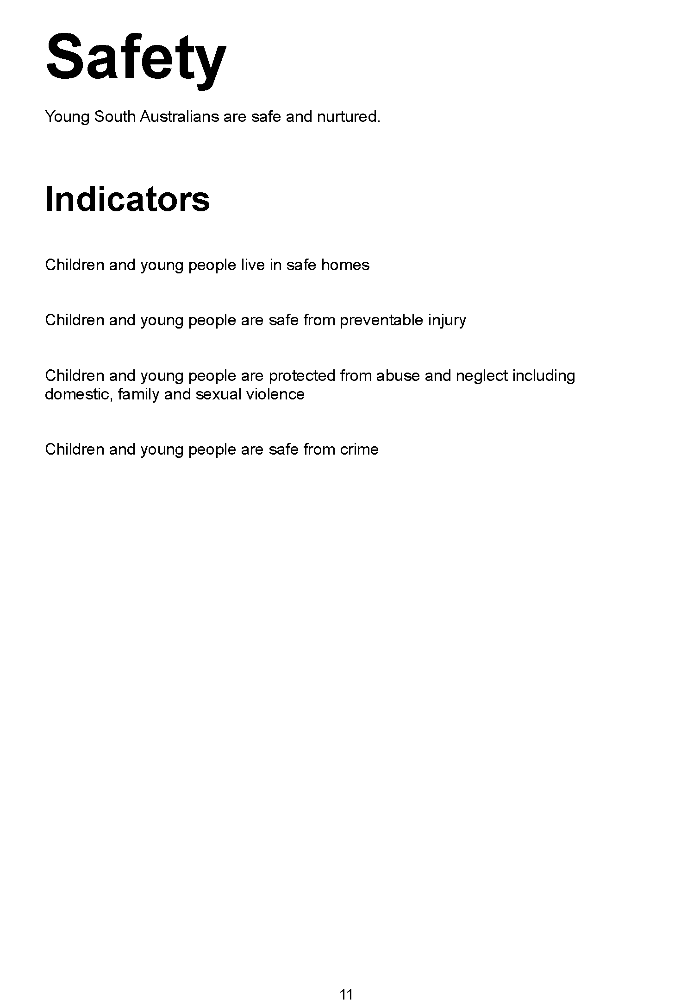 Safety
Young South Australians are safe and nurtured.
Indicators
Children and young people live in safe homes
Children and young people are safe from preventable injury
Children and young people are protected from abuse and neglect including
domestic, family and sexual violence
Children and young people are safe from crime
11